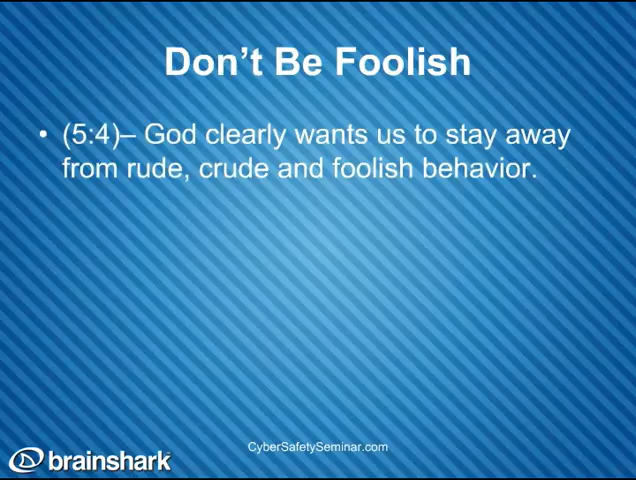 Don't Be Foolish
• (5:4)– God clearly wants us to stay away
from rude, crude and foolish behavior.
CyberSafetySeminar.com
brainshark